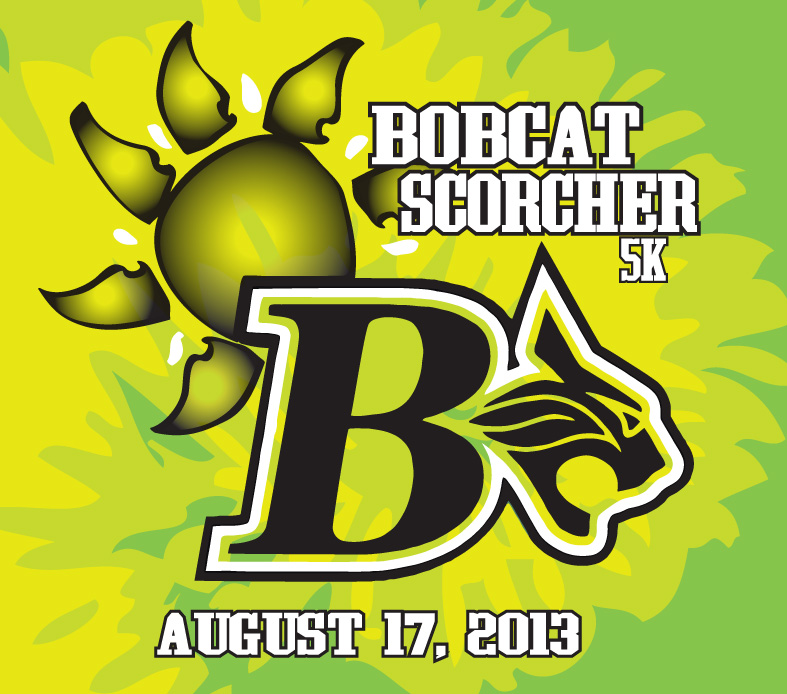 BOBCAT
SCORCHER
5K
B
AUGUST 17, 2013